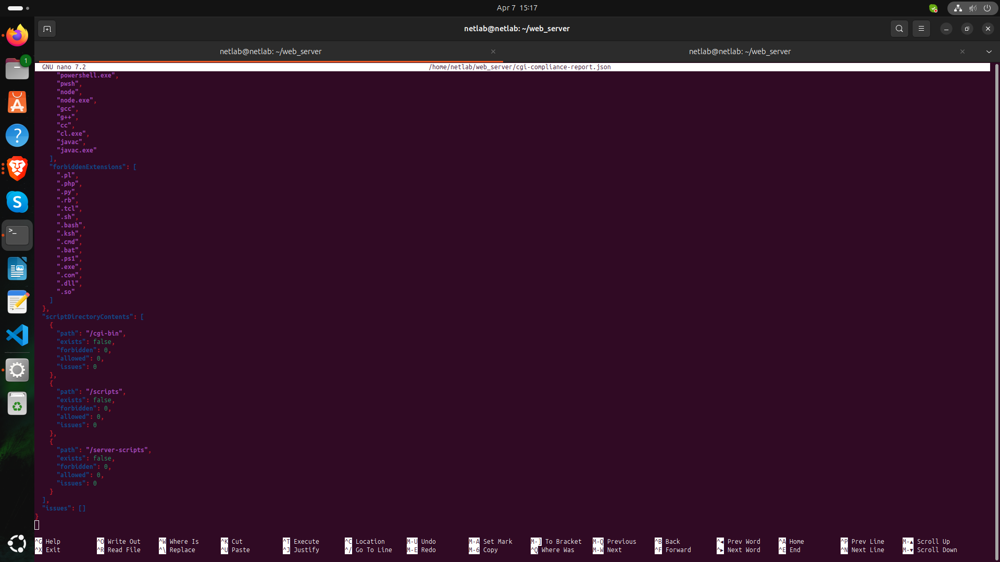 Apr 7 15:17
netlab@netlab: ~/web_server
netlab@netlab: ~/web_server
netlab@netlab: ~/web_server
1
GNU nano 7.2 /home/netlab/web_server/cgi-compliance-report.json
"powershell.exe",
"pwsh",
"node",
"node.exe",
"gcc",
"g++",
"cc",
"cl.exe",
"javac",
"javac.exe"
],
"forbiddenExtensions": [
".pl",
".php",
".py",
".rb",
".tcl",
".sh",
".bash",
".ksh",
".cmd",
".bat",
".ps1",
".exe",
".com",
".dll",
".so"
]
},
"scriptDirectoryContents": [
{
"path": "/cgi-bin",
"exists": false,
"forbidden": 0,
"allowed": 0,
"issues": 0
},
{
"path": "/scripts",
"exists": false,
"forbidden": 0,
"allowed": 0,
"issues": 0
},
{
"path": "/server-scripts",
"exists": false,
"forbidden": 0,
"allowed": 0,
"issues": 0
}
],
"issues": []
}
^G Help ^O Write Out ^W Where Is ^K Cut ^T Execute ^C Location M-U Undo M-A Set Mark M-] To Bracket M-Q Previous ^B Back ^◂ Prev Word ^A Home ^P Prev Line M-▴ Scroll Up
^X Exit ^R Read File ^\ Replace ^U Paste ^J Justify ^/ Go To Line M-E Redo M-6 Copy ^Q Where Was M-W Next ^F Forward ^▸ Next Word ^E End ^N Next Line M-▾ Scroll Down